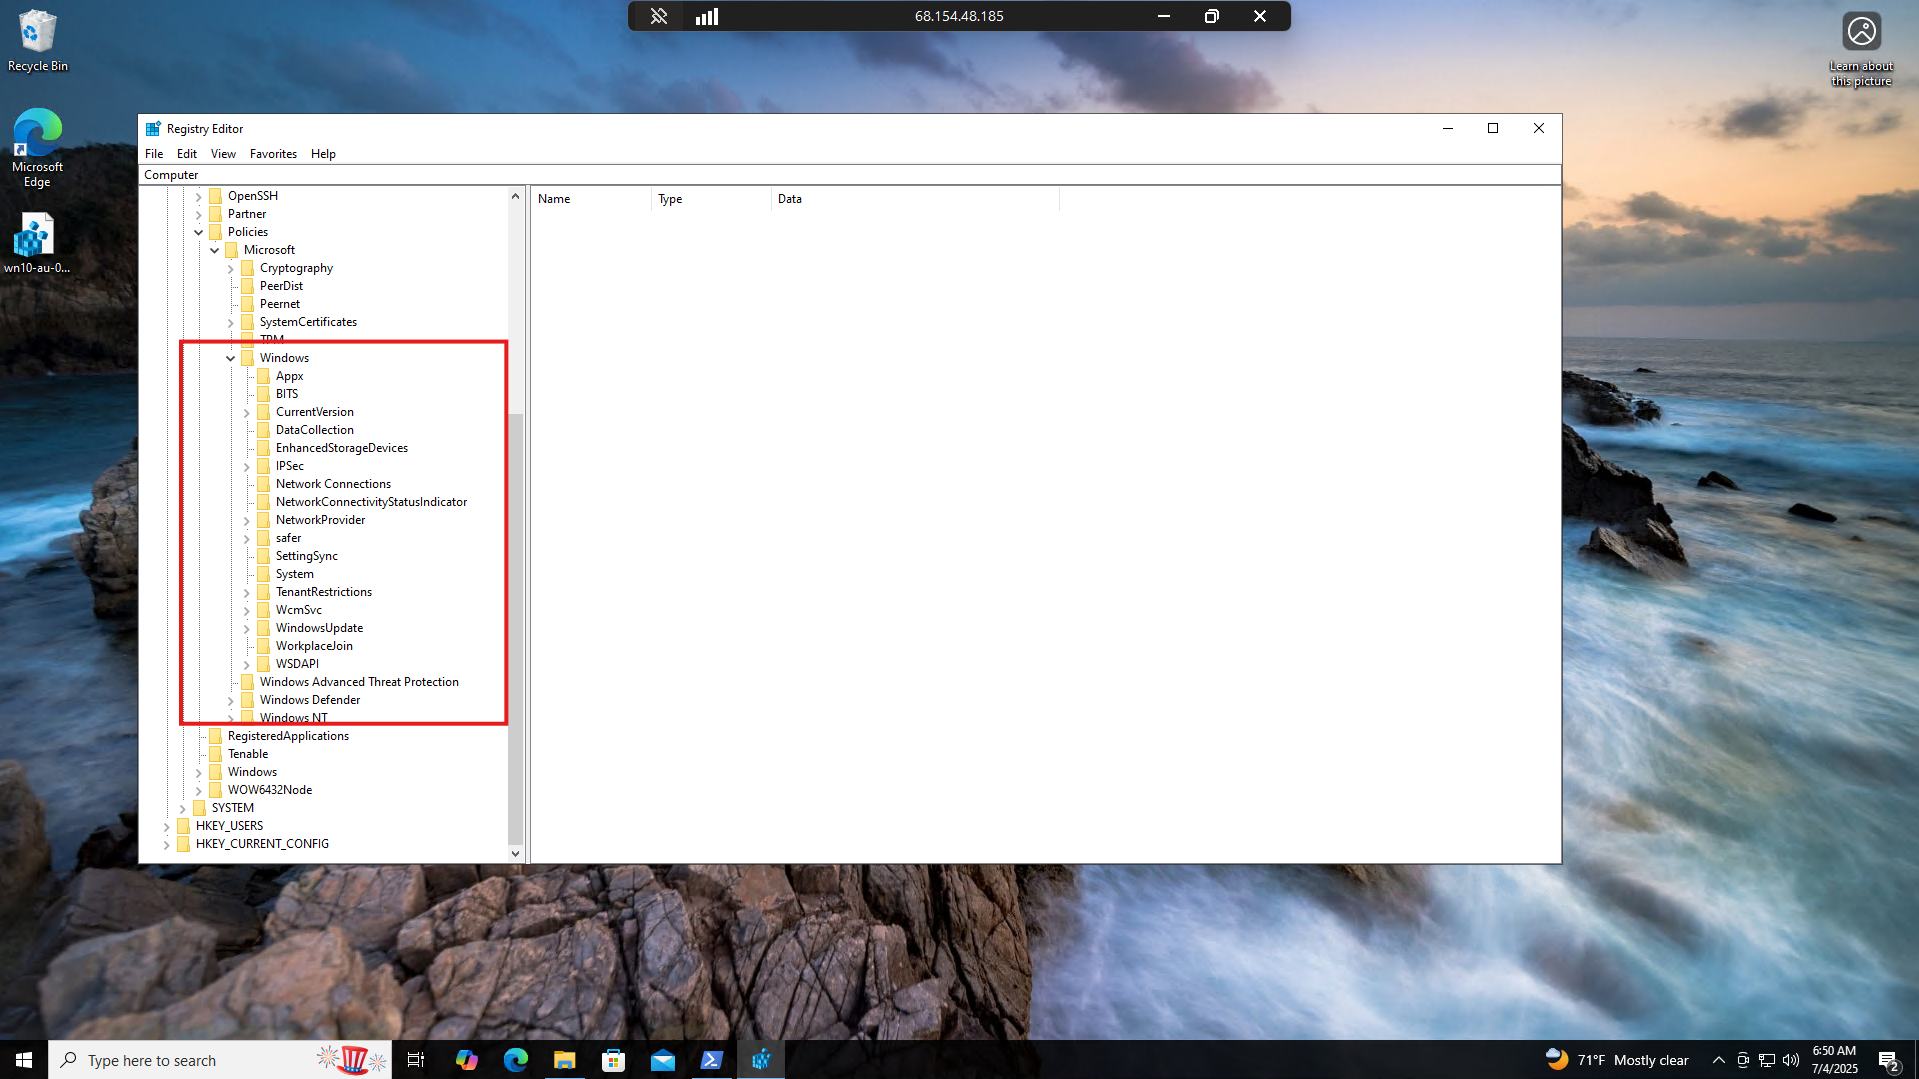 68.154.48.185
Recycle Bin
Learn about
this picture
Microsoft
Edge
wn10-au-0...
Registry Editor
File Edit View Favorites Help
Computer
Name Type Data
OpenSSH
Partner
Policies
Microsoft
Cryptography
PeerDist
Peernet
SystemCertificates
TPM
Windows
Appx
BITS
CurrentVersion
DataCollection
EnhancedStorageDevices
IPSec
Network Connections
NetworkConnectivityStatusIndicator
NetworkProvider
safer
SettingSync
System
TenantRestrictions
WcmSvc
WindowsUpdate
WorkplaceJoin
WSDAPI
Windows Advanced Threat Protection
Windows Defender
Windows NT
RegisteredApplications
Tenable
Windows
WOW6432Node
SYSTEM
HKEY_USERS
HKEY_CURRENT_CONFIG
Type here to search
71°F Mostly clear
6:50 AM
7/4/2025
2